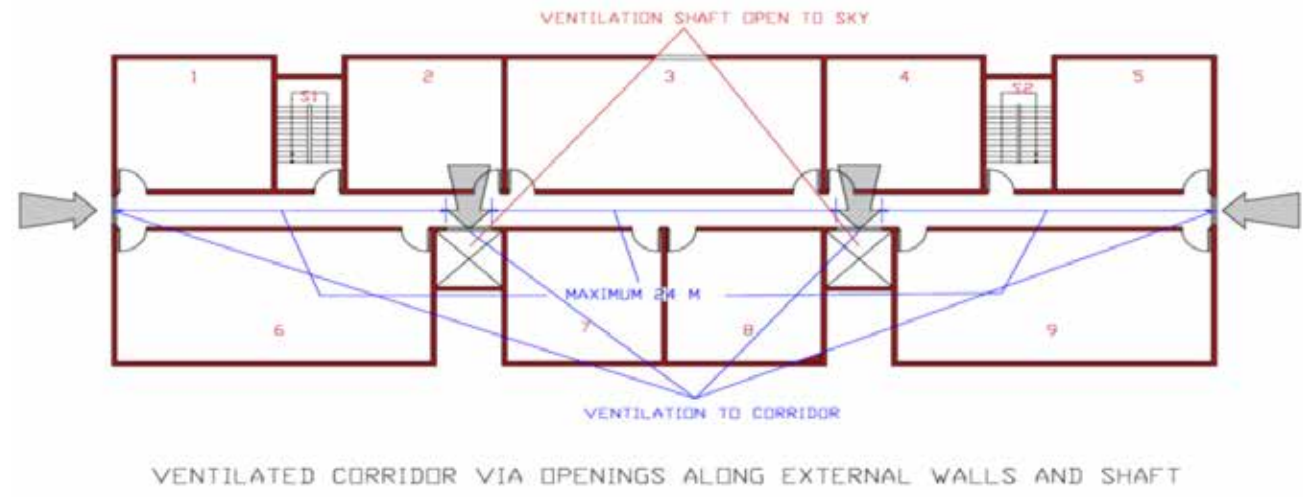 VENTILATION SHAFT OPEN TO SKY
1
2
3
4
5
S1
S2
MAXIMUM 24 M
6
7
8
9
VENTILATION TO CORRIDOR
VENTILATED CORRIDOR VIA OPENINGS ALONG EXTERNAL WALLS AND SHAFT